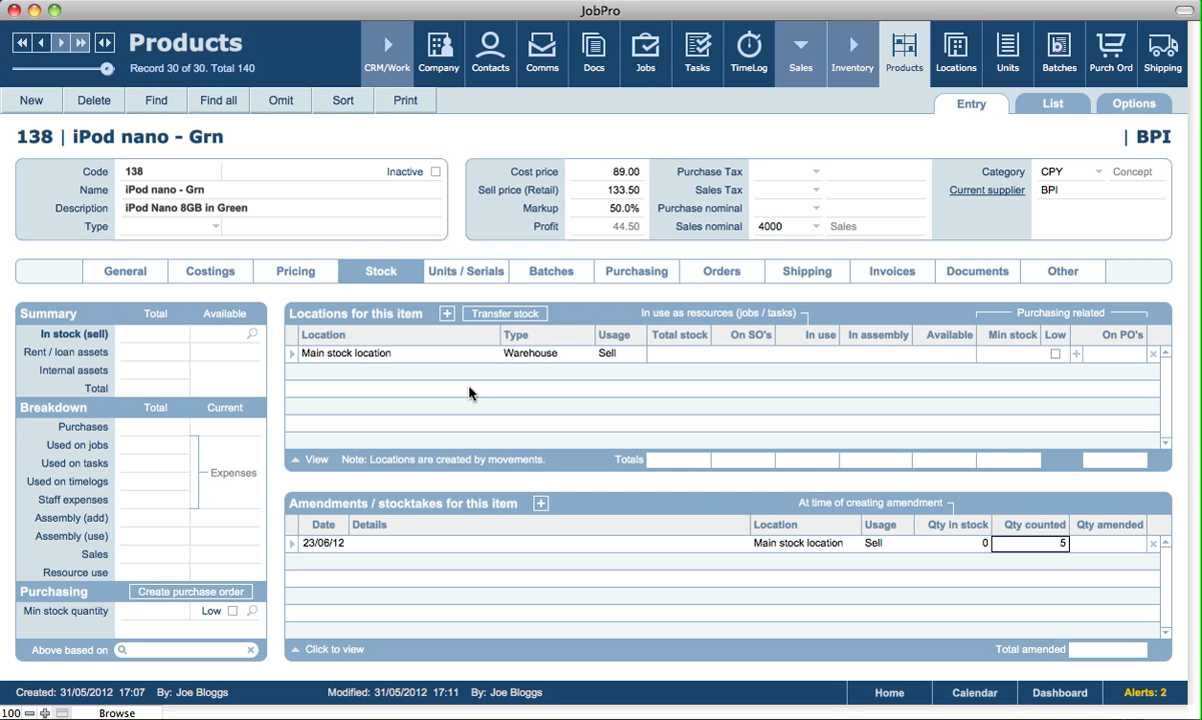 JobPro
Products
Record 30 of 30. Total 140
CRM/Work Company Contacts Comms Docs Jobs Tasks TimeLog Sales Inventory Products Locations Units Batches Purch Ord Shipping
New Delete Find Find all Omit Sort Print Entry List Options
138 | iPod nano - Grn | BPI
Code 138 Inactive
Name iPod nano - Grn
Description iPod Nano 8GB in Green
Type
Cost price 89.00 Purchase Tax Category CPY Concept
Sell price (Retail) 133.50 Sales Tax Current supplier BPI
Markup 50.0% Purchase nominal
Profit 44.50 Sales nominal 4000 Sales
General Costings Pricing Stock Units / Serials Batches Purchasing Orders Shipping Invoices Documents Other
Summary Total Available
In stock (sell)
Rent / loan assets
Internal assets
Total
Breakdown Total Current
Purchases
Used on jobs
Used on tasks
Used on timelogs
Staff expenses
Expenses
Assembly (add)
Assembly (use)
Sales
Resource use
Purchasing Create purchase order
Min stock quantity Low
Above based on
Locations for this item + Transfer stock In use as resources (jobs / tasks) Purchasing related
Location Type Usage Total stock On SO's In use In assembly Available Min stock Low On PO's
Main stock location Warehouse Sell
View Note: Locations are created by movements. Totals
Amendments / stocktakes for this item + At time of creating amendment
Date Details Location Usage Qty in stock Qty counted Qty amended
23/06/12 Main stock location Sell 0 5
Click to view Total amended
Created: 31/05/2012 17:07 By: Joe Bloggs Modified: 31/05/2012 17:11 By: Joe Bloggs Home Calendar Dashboard Alerts: 2
100 Browse